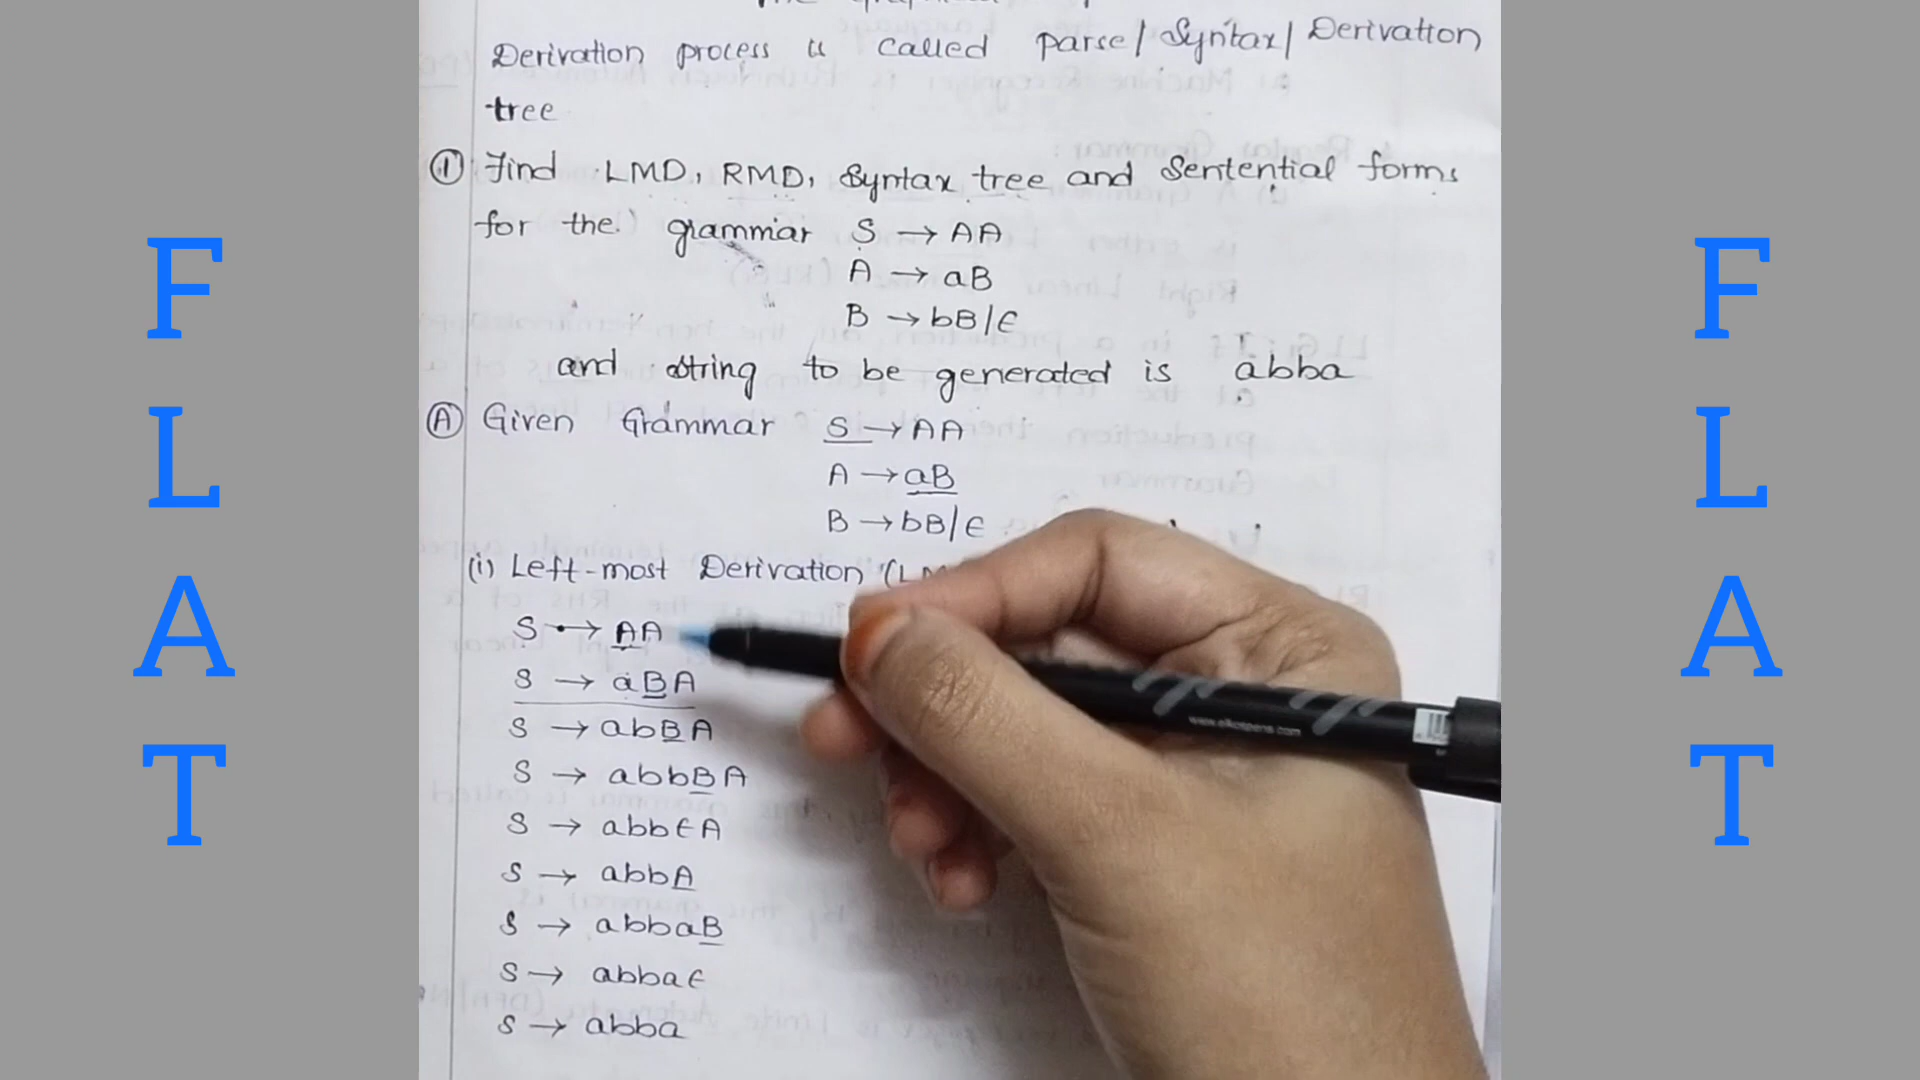 F
L
A
T
Derivation process is called parse/Syntax/Derivation
tree
① Find LMD, RMD, Syntax tree and Sentential forms
for the grammar S → AA
A → aB
B → bB/ϵ
and string to be generated is abba
Ⓐ Given Grammar S → AA
A → aB
B → bB/ϵ
(i) Left-most Derivation (LM
S → AA
S → aBA
S → abBA
S → abbBA
S → abbϵA
S → abbA
S → abbaB
S → abbaϵ
S → abba
F
L
A
T